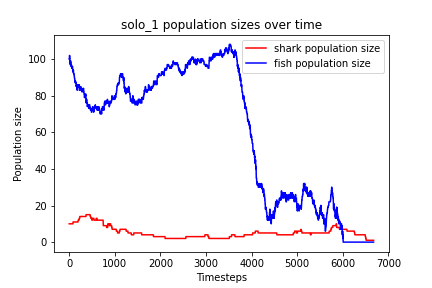 solo_1 population sizes over time
shark population size
fish population size
Population size
100
80
60
40
20
0
0 1000 2000 3000 4000 5000 6000 7000
Timesteps